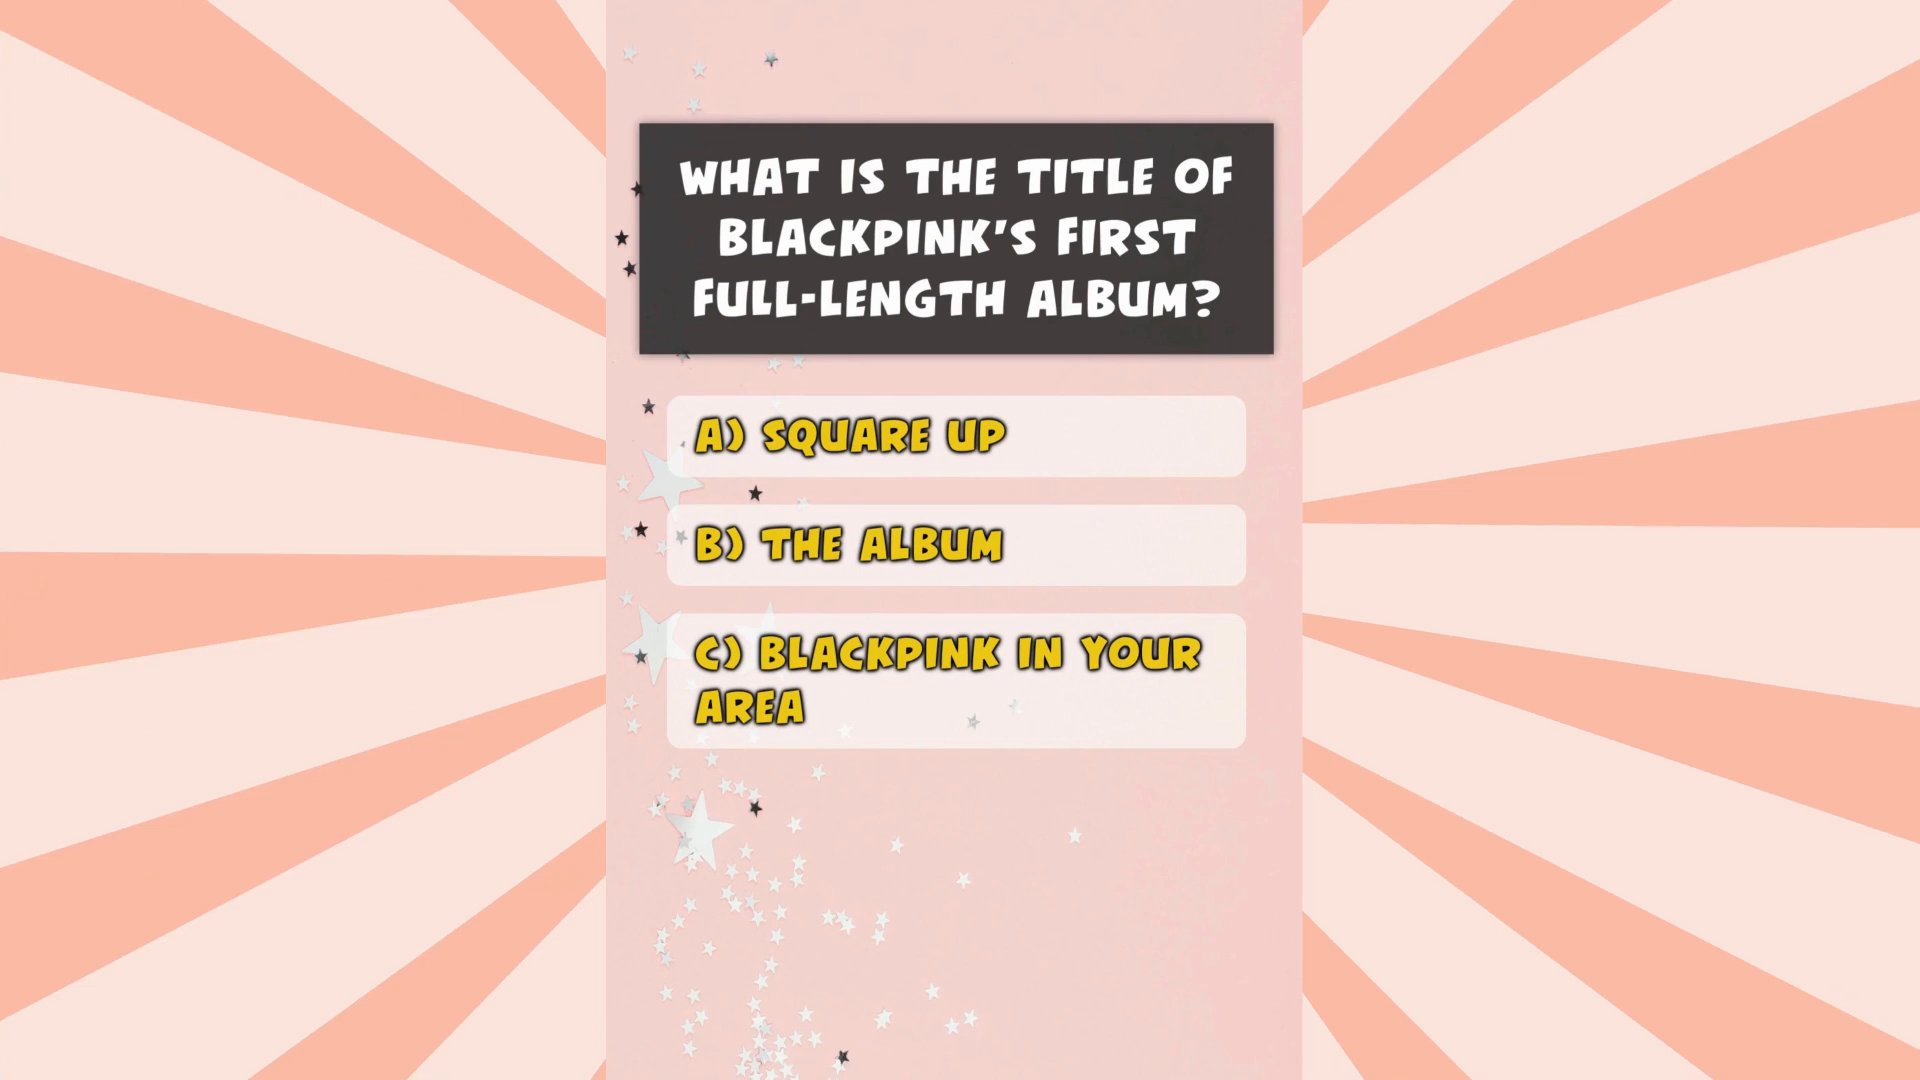 WHAT IS THE TITLE OF
BLACKPINK'S FIRST
FULL-LENGTH ALBUM?
A) SQUARE UP
B) THE ALBUM
C) BLACKPINK IN YOUR
AREA